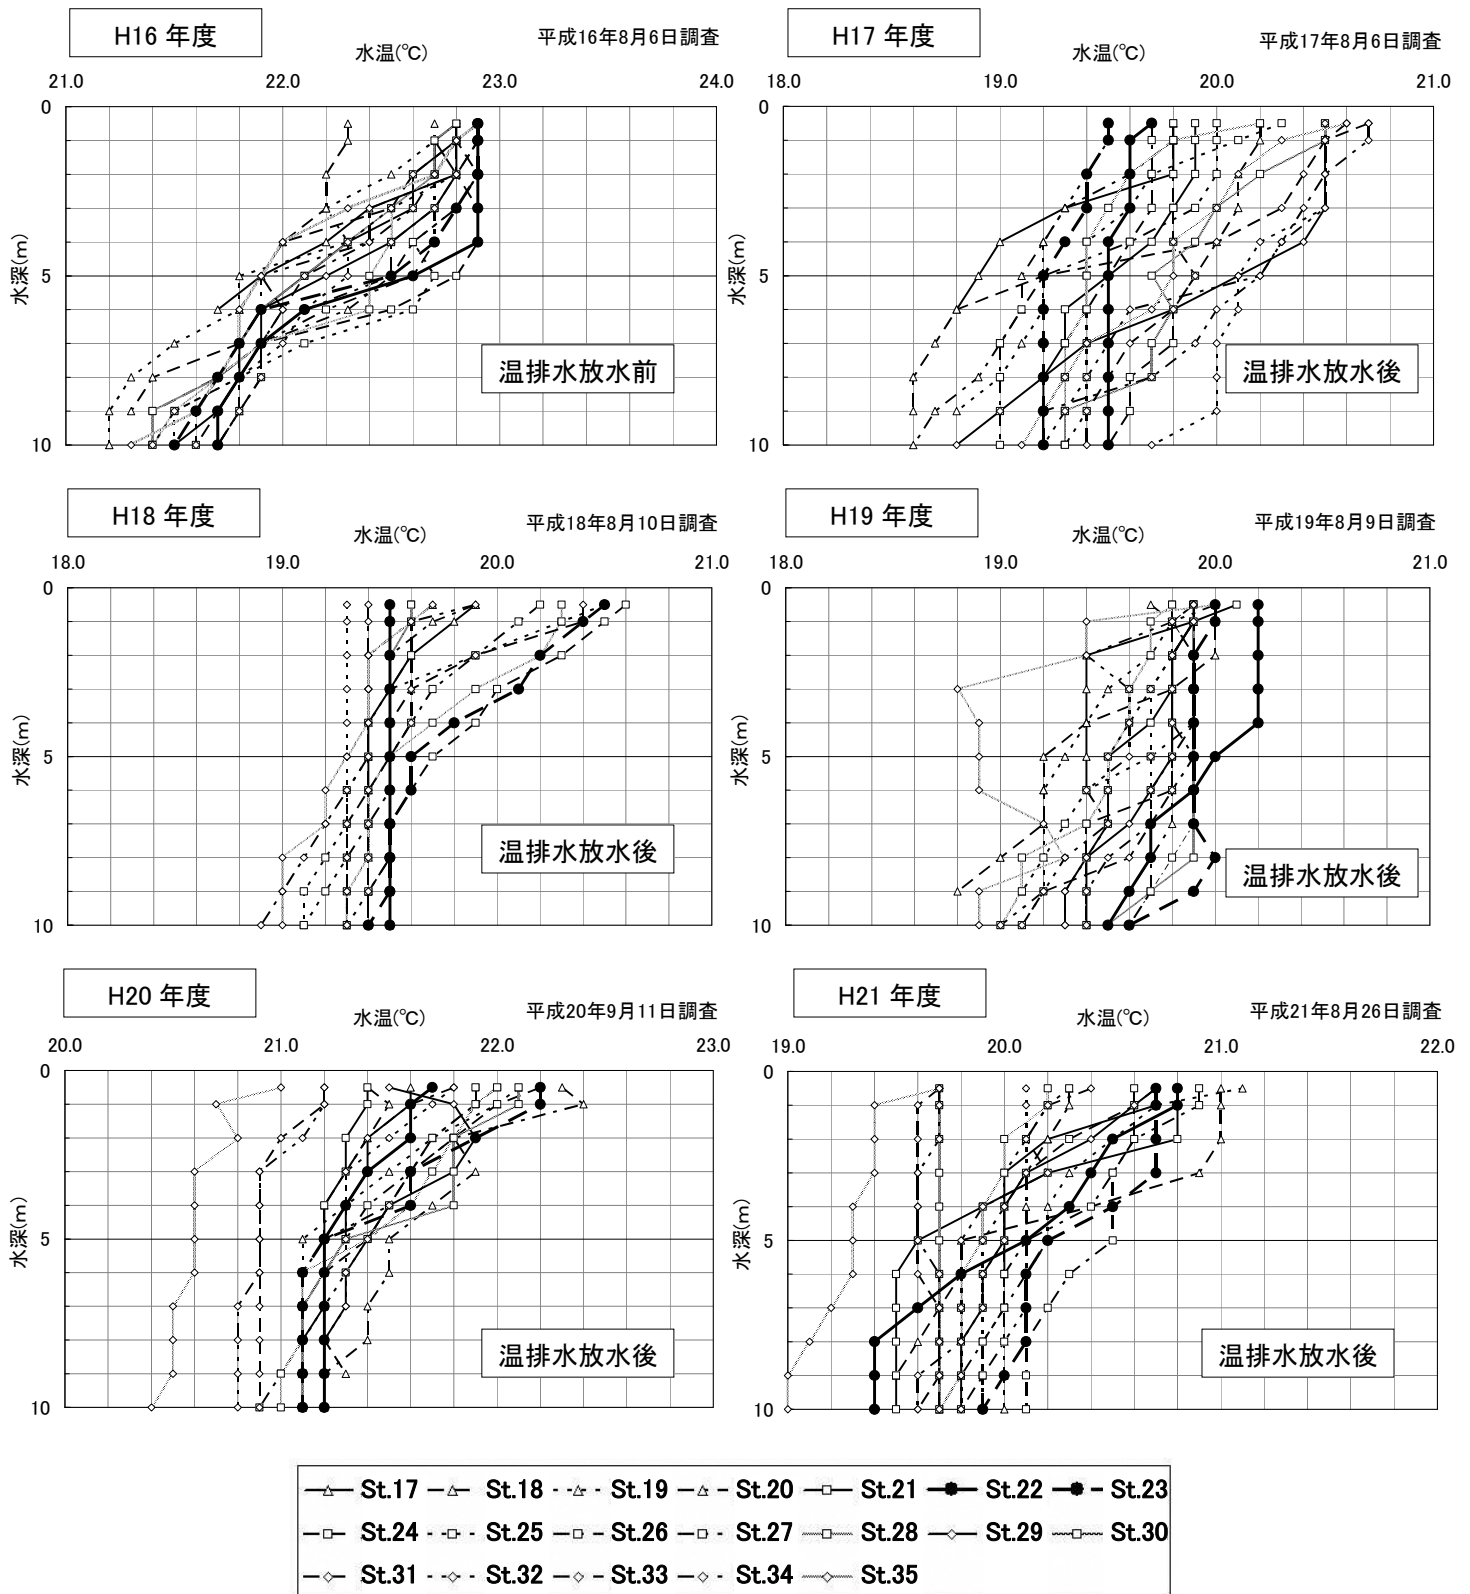 H16 年度
平成16年8月6日調査
水温(℃)
21.0 22.0 23.0 24.0
0
5
10
水深(m)
温排水放水前
H17 年度
平成17年8月6日調査
水温(℃)
18.0 19.0 20.0 21.0
0
5
10
水深(m)
温排水放水後
H18 年度
平成18年8月10日調査
水温(℃)
18.0 19.0 20.0 21.0
0
5
10
水深(m)
温排水放水後
H19 年度
平成19年8月9日調査
水温(℃)
18.0 19.0 20.0 21.0
0
5
10
水深(m)
温排水放水後
H20 年度
平成20年9月11日調査
水温(℃)
20.0 21.0 22.0 23.0
0
5
10
水深(m)
温排水放水後
H21 年度
平成21年8月26日調査
水温(℃)
19.0 20.0 21.0 22.0
0
5
10
水深(m)
温排水放水後
St.17 St.18 St.19 St.20 St.21 St.22 St.23
St.24 St.25 St.26 St.27 St.28 St.29 St.30
St.31 St.32 St.33 St.34 St.35